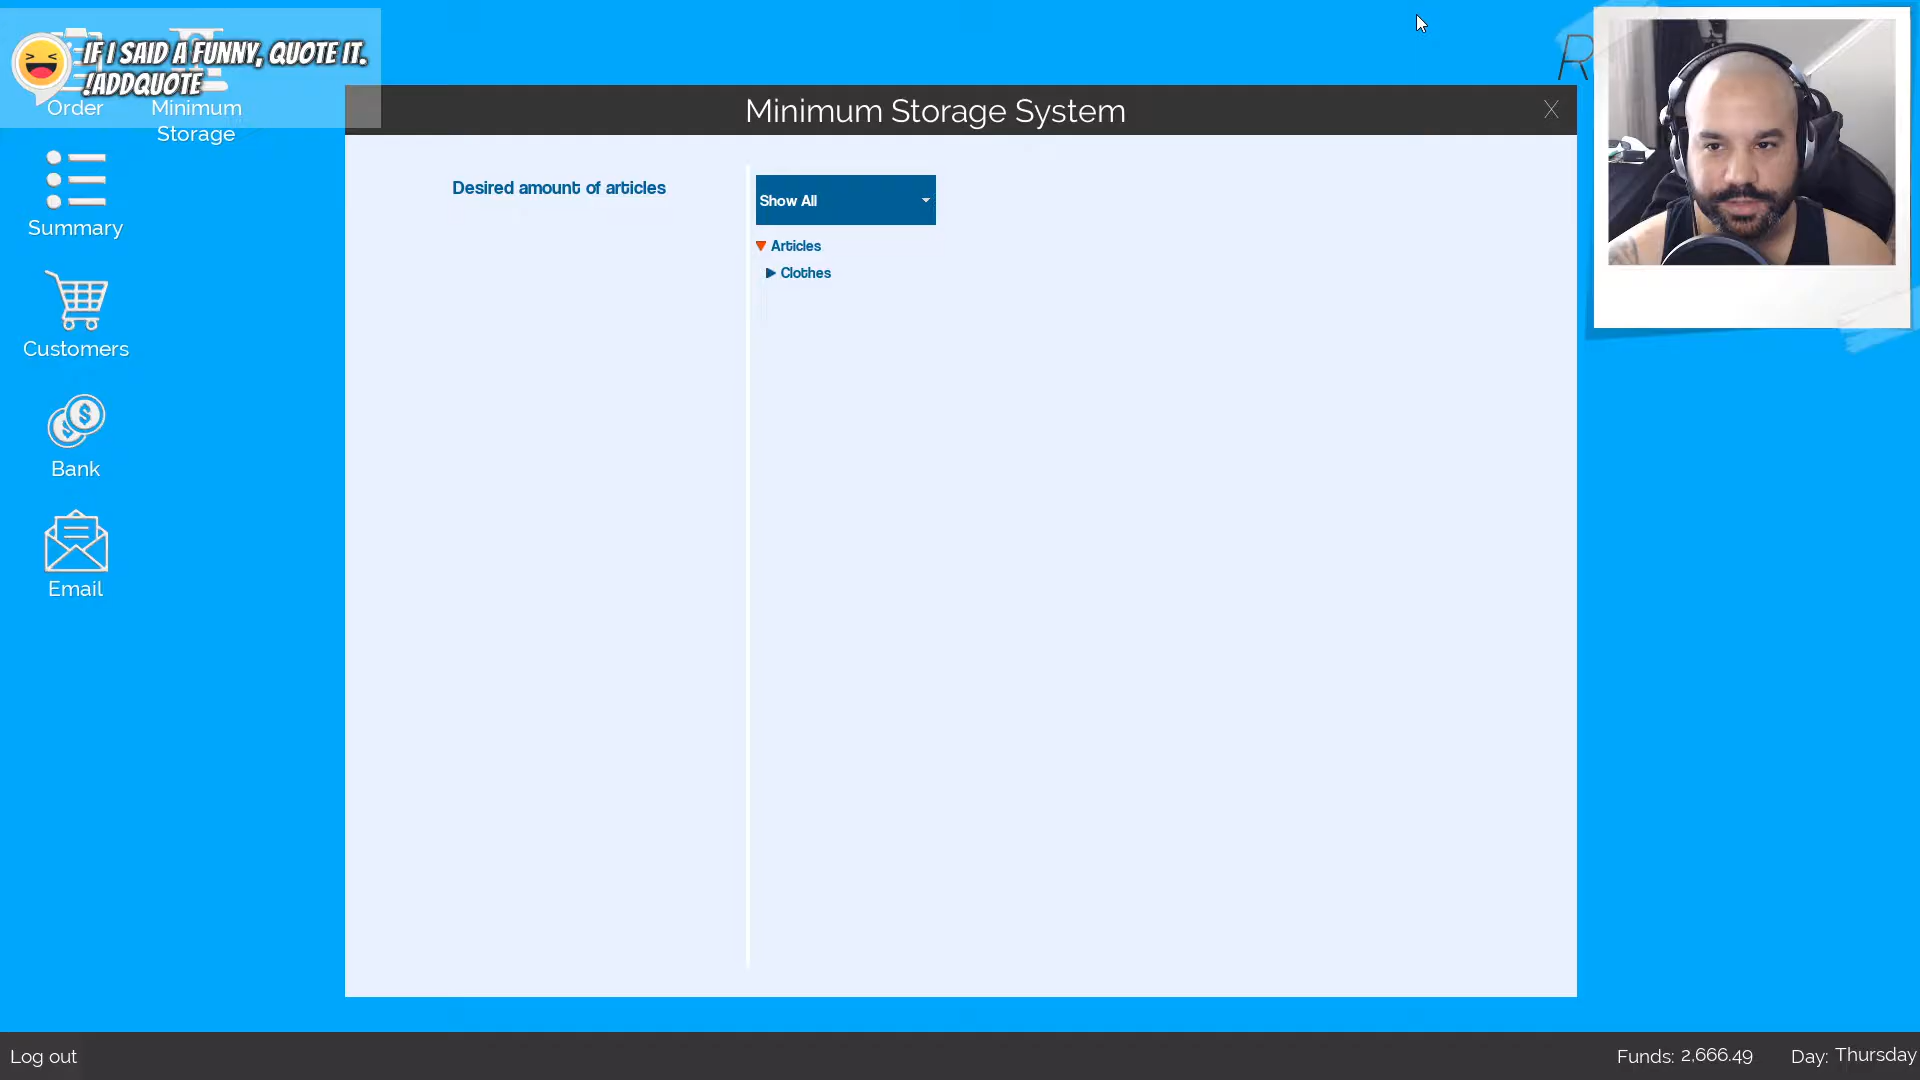 IF I SAID A FUNNY, QUOTE IT.
!ADDQUOTE
Order
Minimum
Storage
Summary
Customers
Bank
Email
R
Minimum Storage System
X
Desired amount of articles
Show All
Articles
Clothes
Log out
Funds: 2,666.49
Day: Thursday